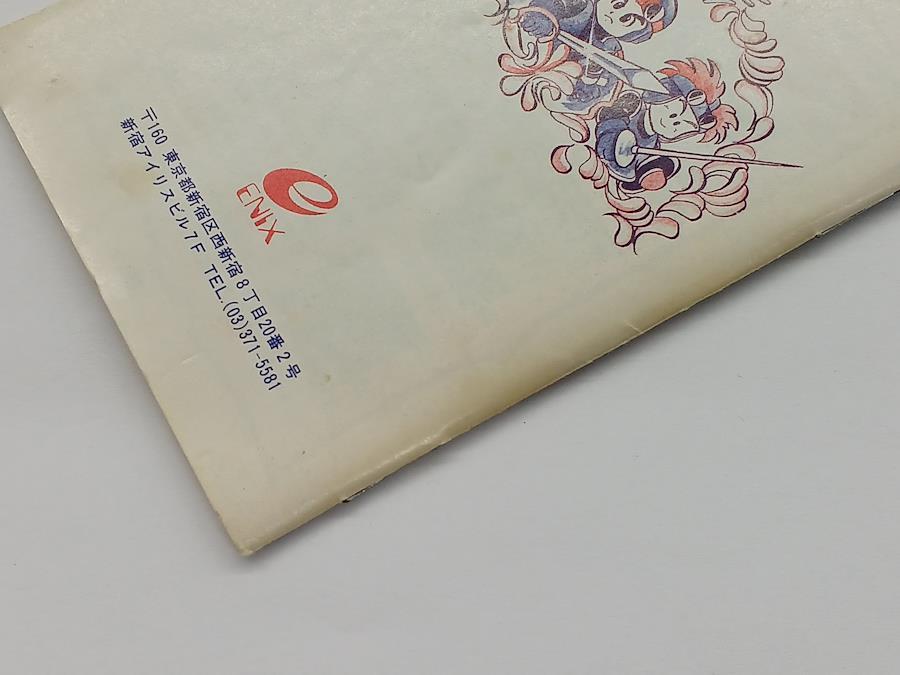 ENIX
〒160 東京都新宿区西新宿8丁目20番2号
新宿アイリスビル7F TEL.(03)371-5581